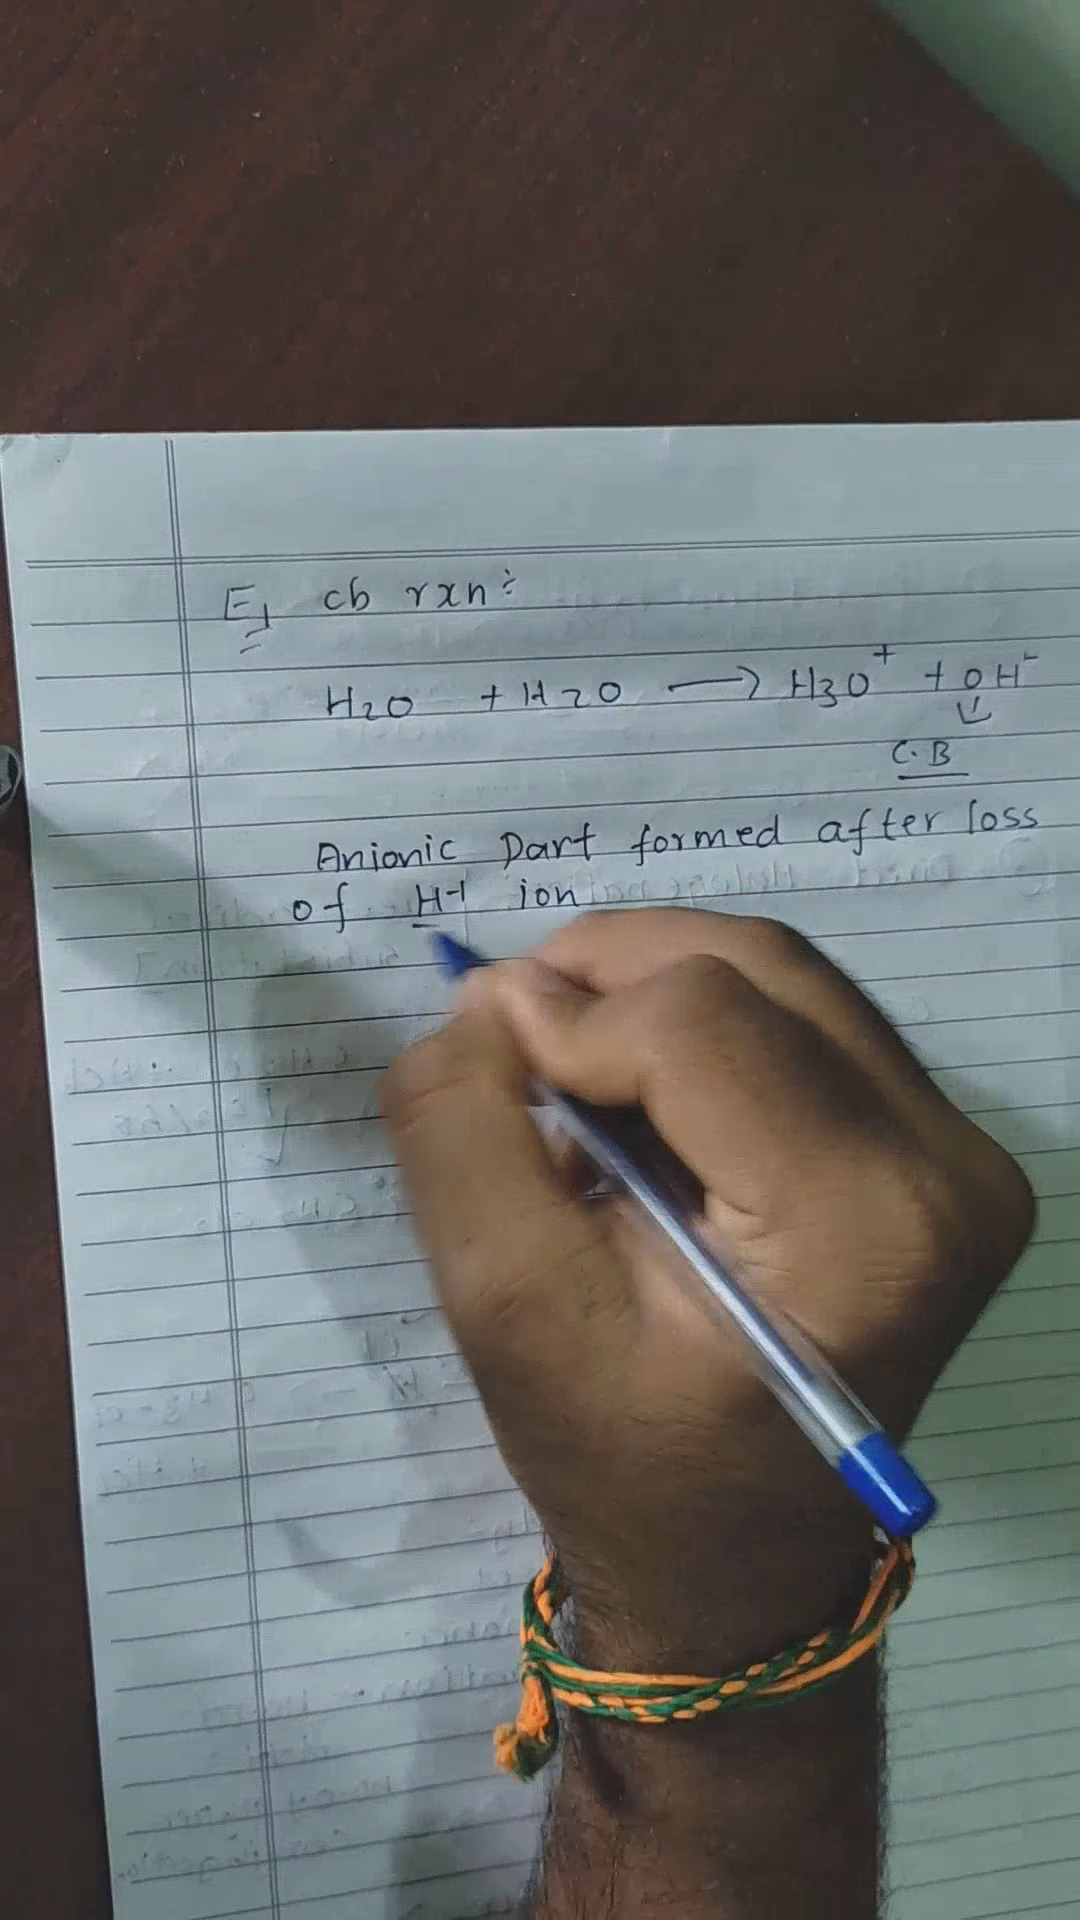 E1 cb rxn ÷
H2O + H2O → H3O⁺ + OH⁻
↓
C.B
Anionic Part formed after loss
of H-1 ion